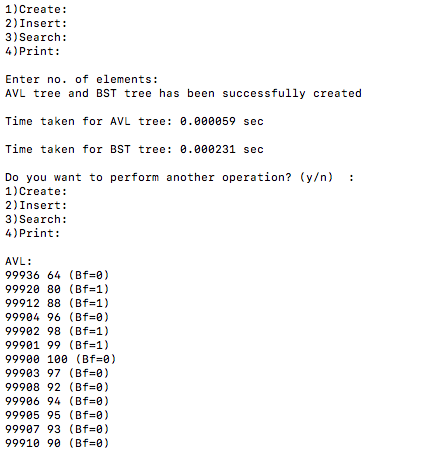 1)Create:
2)Insert:
3)Search:
4)Print:
Enter no. of elements:
AVL tree and BST tree has been successfully created
Time taken for AVL tree: 0.000059 sec
Time taken for BST tree: 0.000231 sec
Do you want to perform another operation? (y/n)  :
1)Create:
2)Insert:
3)Search:
4)Print:
AVL:
99936 64 (Bf=0)
99920 80 (Bf=1)
99912 88 (Bf=1)
99904 96 (Bf=0)
99902 98 (Bf=1)
99901 99 (Bf=1)
99900 100 (Bf=0)
99903 97 (Bf=0)
99908 92 (Bf=0)
99906 94 (Bf=0)
99905 95 (Bf=0)
99907 93 (Bf=0)
99910 90 (Bf=0)